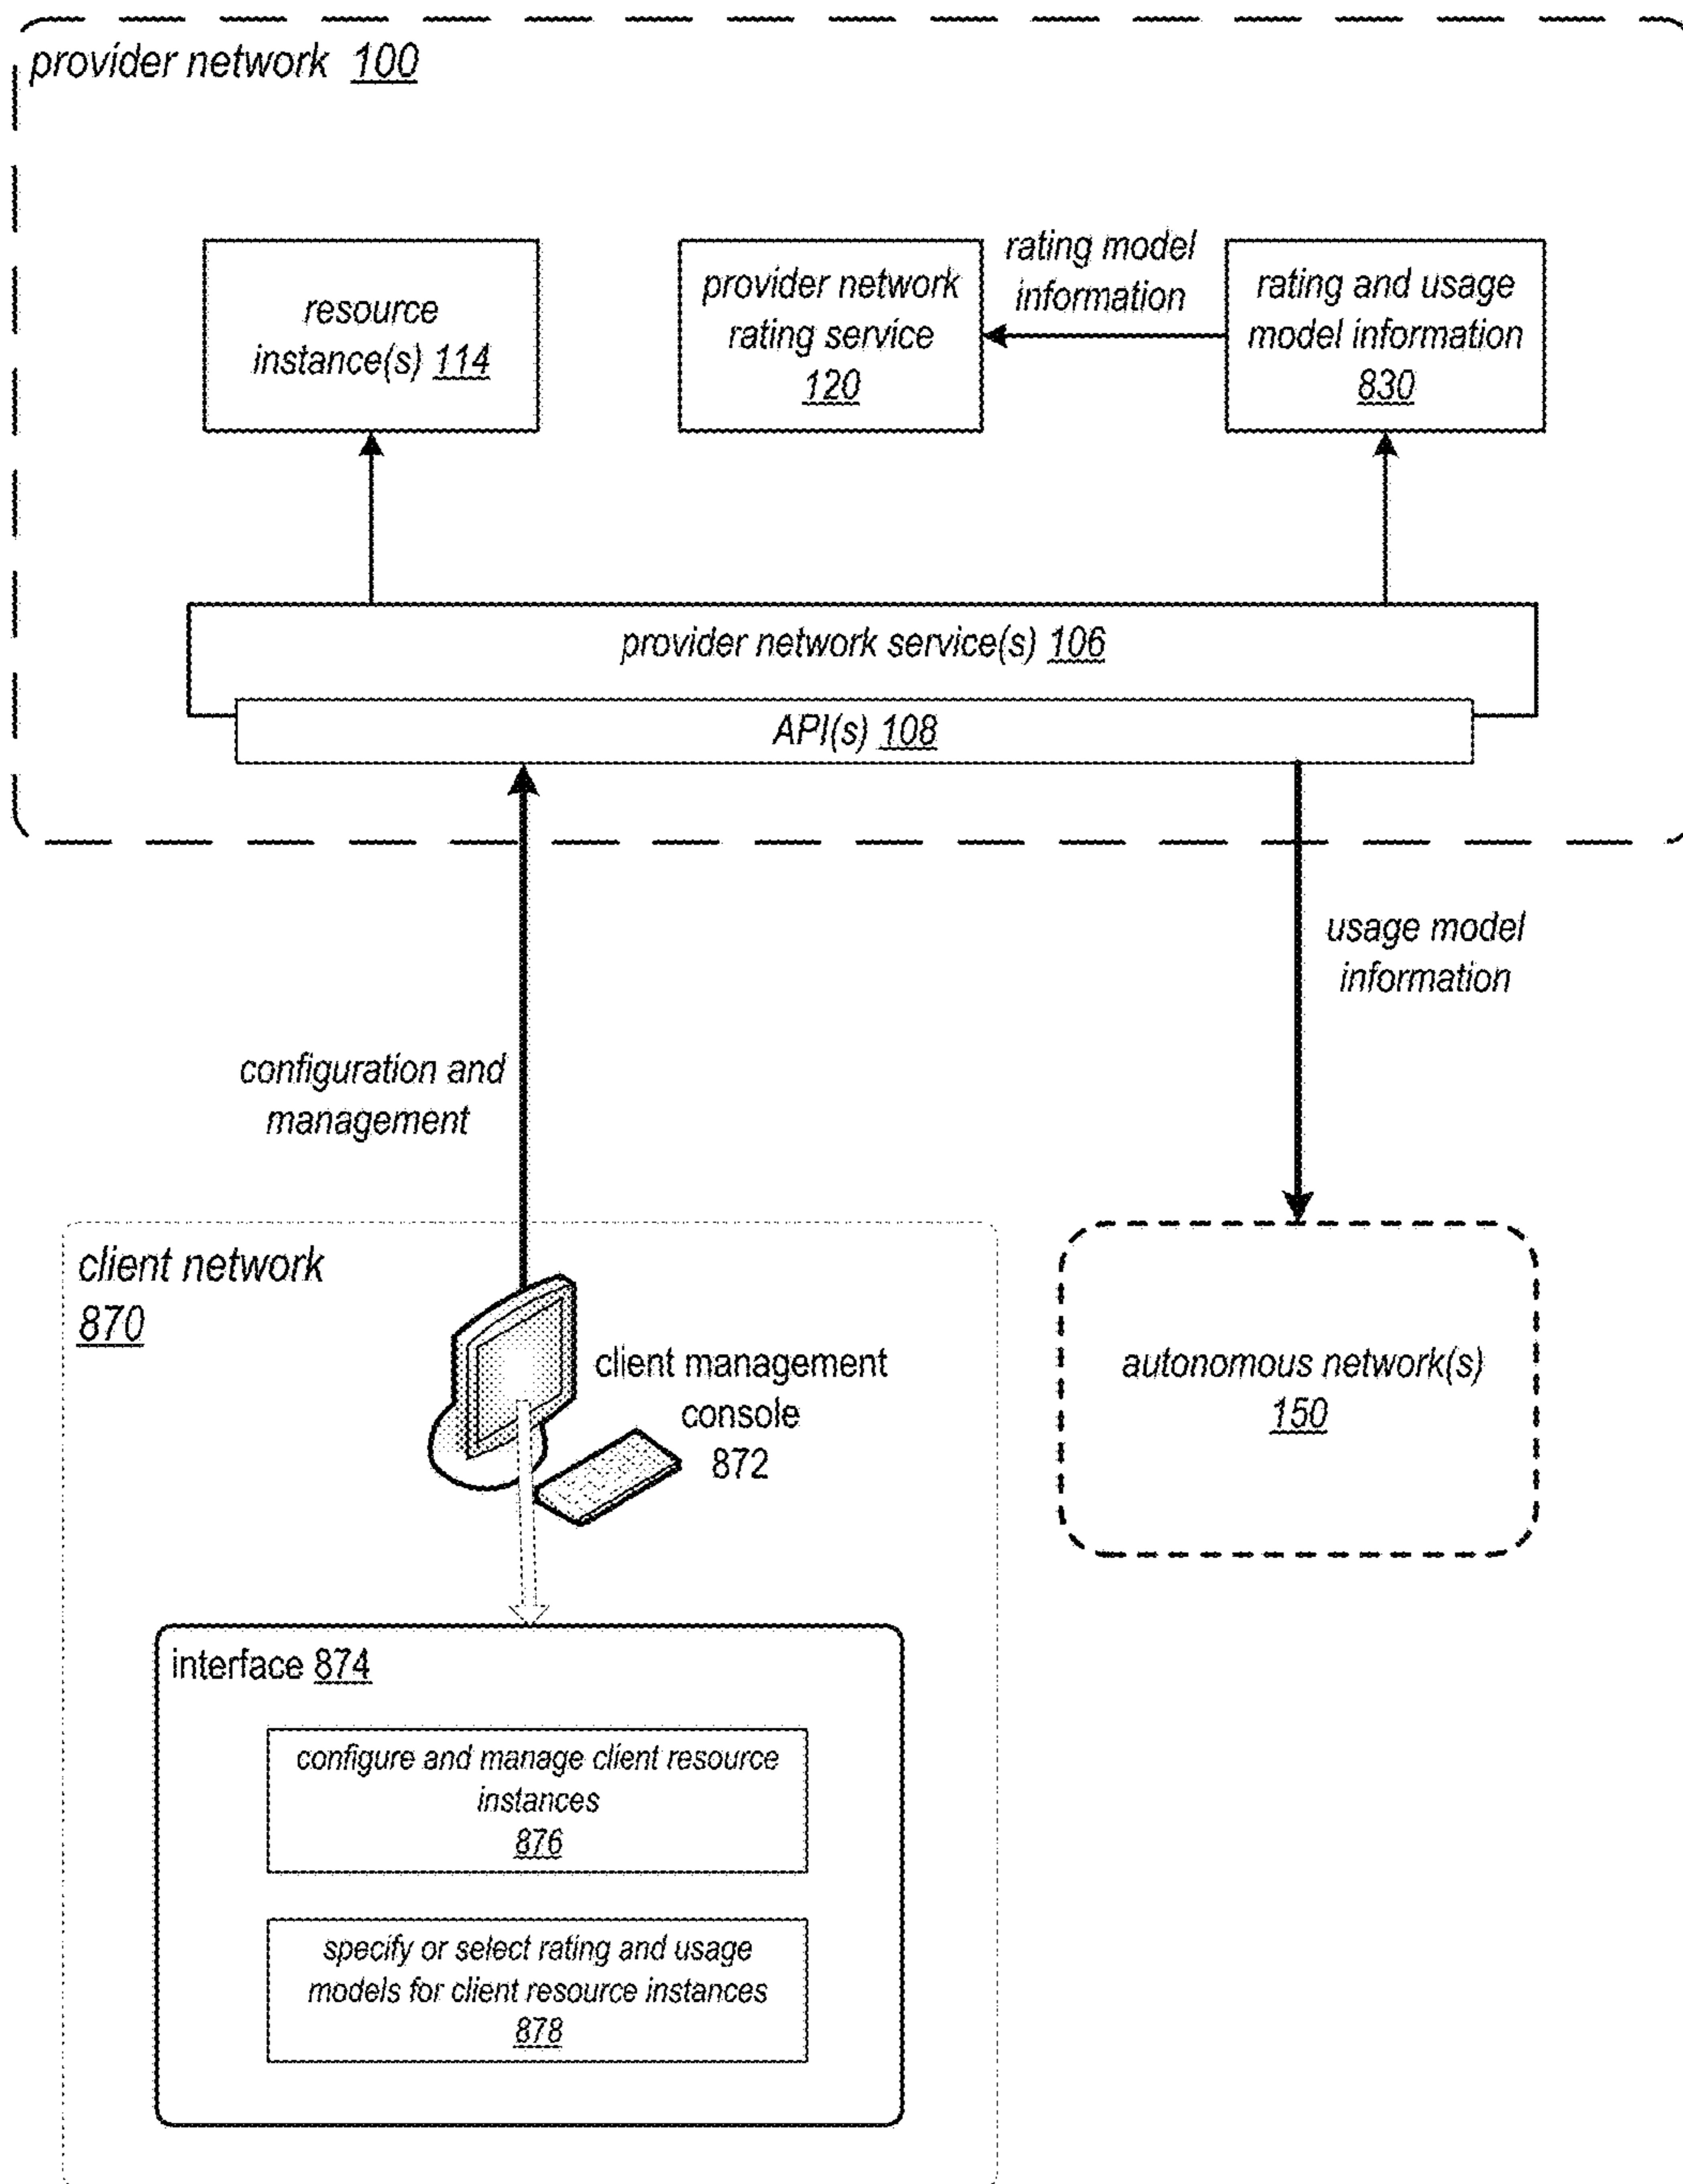 provider network 100
resource
instance(s) 114
provider network
rating service
120
rating model
information
rating and usage
model information
830
provider network service(s) 106
API(s) 108
usage model
information
configuration and
management
client network
870
client management
console
872
autonomous network(s)
150
interface 874
configure and manage client resource
instances
876
specify or select rating and usage
models for client resource instances
878